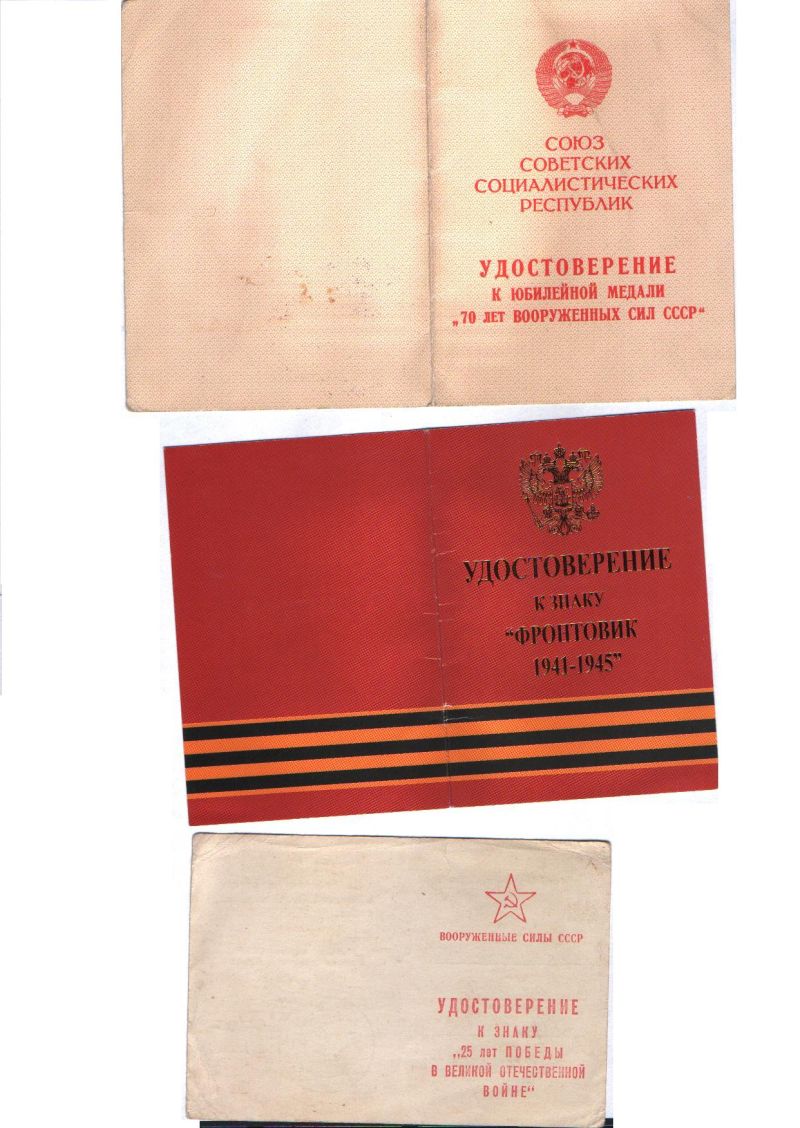 СОЮЗ
СОВЕТСКИХ
СОЦИАЛИСТИЧЕСКИХ
РЕСПУБЛИК
УДОСТОВЕРЕНИЕ
К ЮБИЛЕЙНОЙ МЕДАЛИ
„70 ЛЕТ ВООРУЖЕННЫХ СИЛ СССР“
УДОСТОВЕРЕНИЕ
К ЗНАКУ
“ФРОНТОВИК
1941-1945”
ВООРУЖЕННЫЕ СИЛЫ СССР
УДОСТОВЕРЕНИЕ
К ЗНАКУ
„25 лет ПОБЕДЫ
В ВЕЛИКОЙ ОТЕЧЕСТВЕННОЙ
ВОЙНЕ“